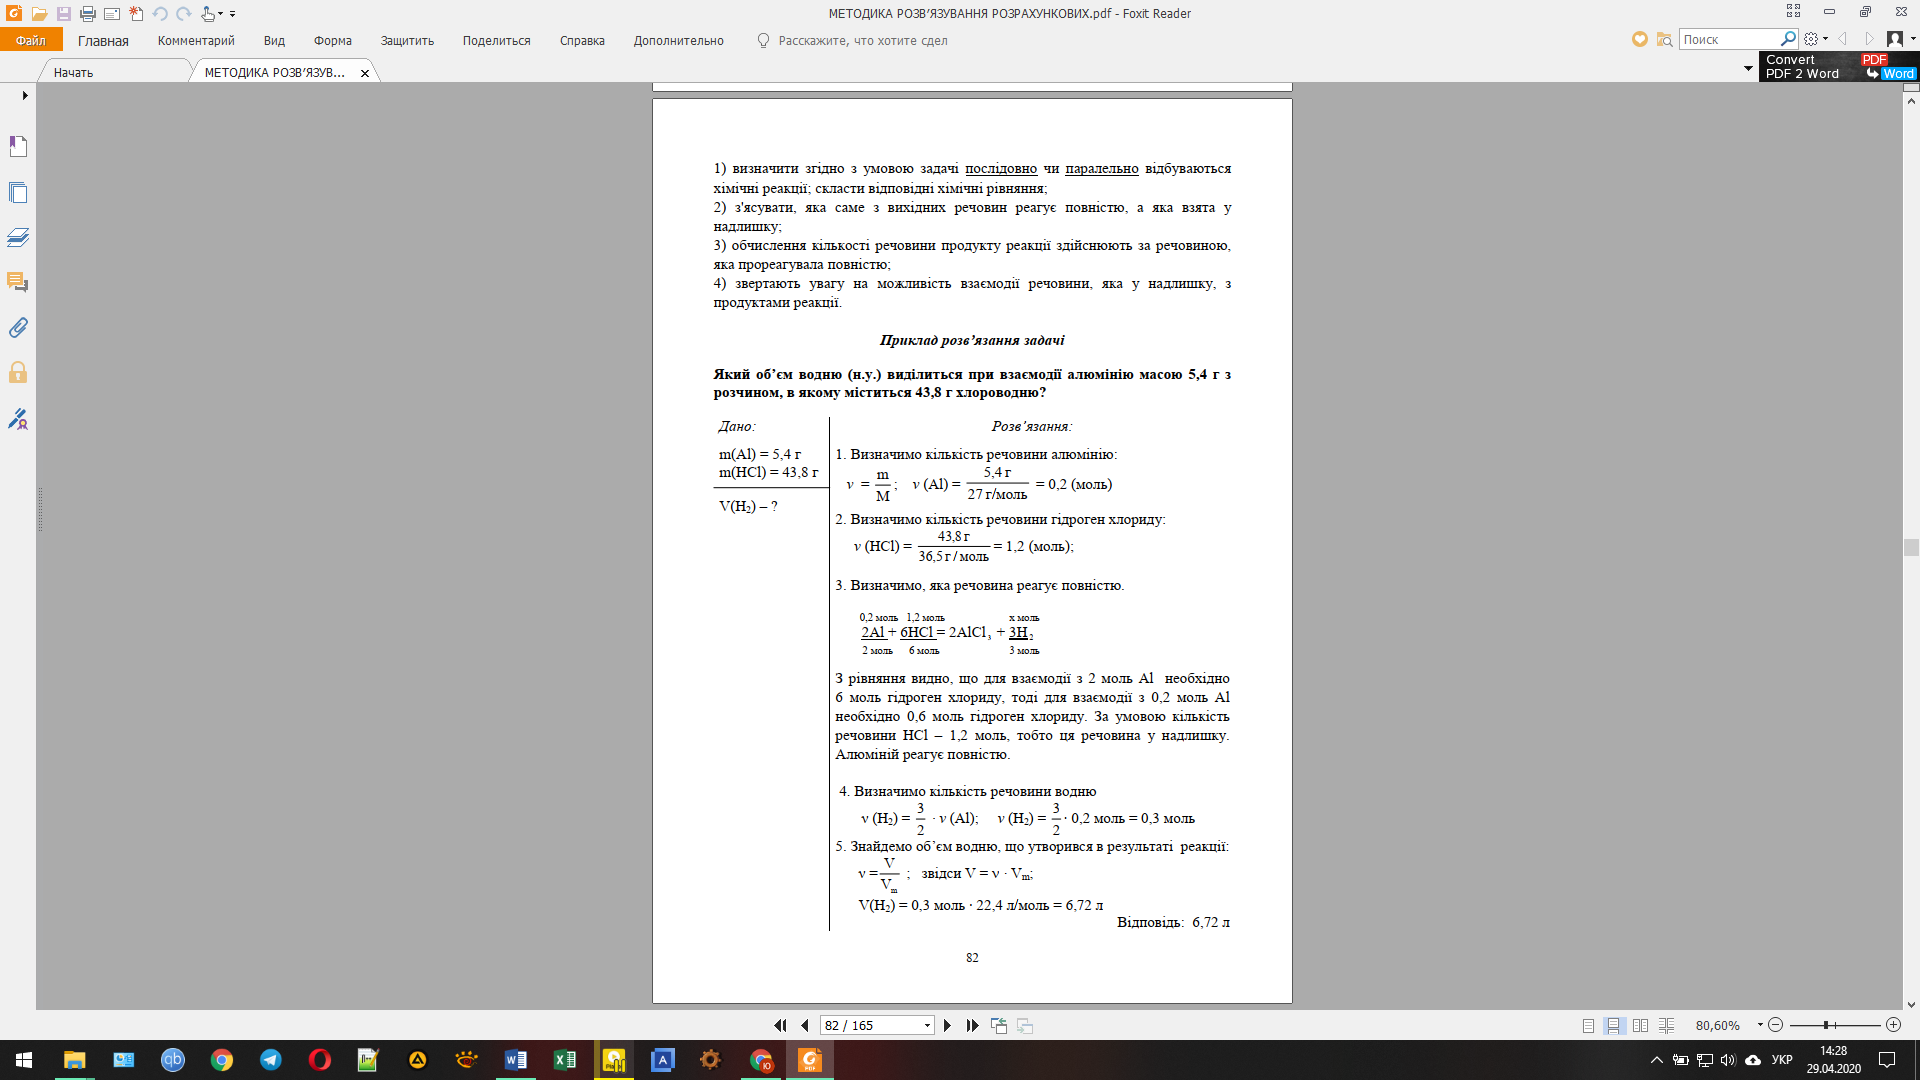 МЕТОДИКА РОЗВ'ЯЗУВАННЯ РОЗРАХУНКОВИХ.pdf - Foxit Reader
Файл Главная Комментарий Вид Форма Защитить Поделиться Справка Дополнительно Расскажите, что хотите сдел Поиск
Начать МЕТОДИКА РОЗВ'ЯЗУВ...
Convert PDF
PDF 2 Word Word
1) визначити згідно з умовою задачі послідовно чи паралельно відбуваються
хімічні реакції; скласти відповідні хімічні рівняння;
2) з'ясувати, яка саме з вихідних речовин реагує повністю, а яка взята у
надлишку;
3) обчислення кількості речовини продукту реакції здійснюють за речовиною,
яка прореагувала повністю;
4) звертають увагу на можливість взаємодії речовини, яка у надлишку, з
продуктами реакції.
Приклад розв'язання задачі
Який об'єм водню (н.у.) виділиться при взаємодії алюмінію масою 5,4 г з
розчином, в якому міститься 43,8 г хлороводню?
Дано:
m(Al) = 5,4 г
m(HCl) = 43,8 г
V(H₂) – ?
Розв'язання:
1. Визначимо кількість речовини алюмінію:
ν = m/M ; ν (Al) = 5,4 г/27 г/моль = 0,2 (моль)
2. Визначимо кількість речовини гідроген хлориду:
ν (HCl) = 43,8 г/36,5 г / моль = 1,2 (моль);
3. Визначимо, яка речовина реагує повністю.
0,2 моль 1,2 моль х моль
2Al + 6HCl = 2AlCl₃ + 3H₂
2 моль 6 моль 3 моль
З рівняння видно, що для взаємодії з 2 моль Al необхідно
6 моль гідроген хлориду, тоді для взаємодії з 0,2 моль Al
необхідно 0,6 моль гідроген хлориду. За умовою кількість
речовини HCl – 1,2 моль, тобто ця речовина у надлишку.
Алюміній реагує повністю.
4. Визначимо кількість речовини водню
ν (H₂) = 3/2 · ν (Al); ν (H₂) = 3/2 · 0,2 моль = 0,3 моль
5. Знайдемо об'єм водню, що утворився в результаті реакції:
ν = V/Vₘ ; звідси V = ν · Vₘ;
V(H₂) = 0,3 моль · 22,4 л/моль = 6,72 л
Відповідь: 6,72 л
82
82 / 165
80,60%
УКР
14:28
29.04.2020